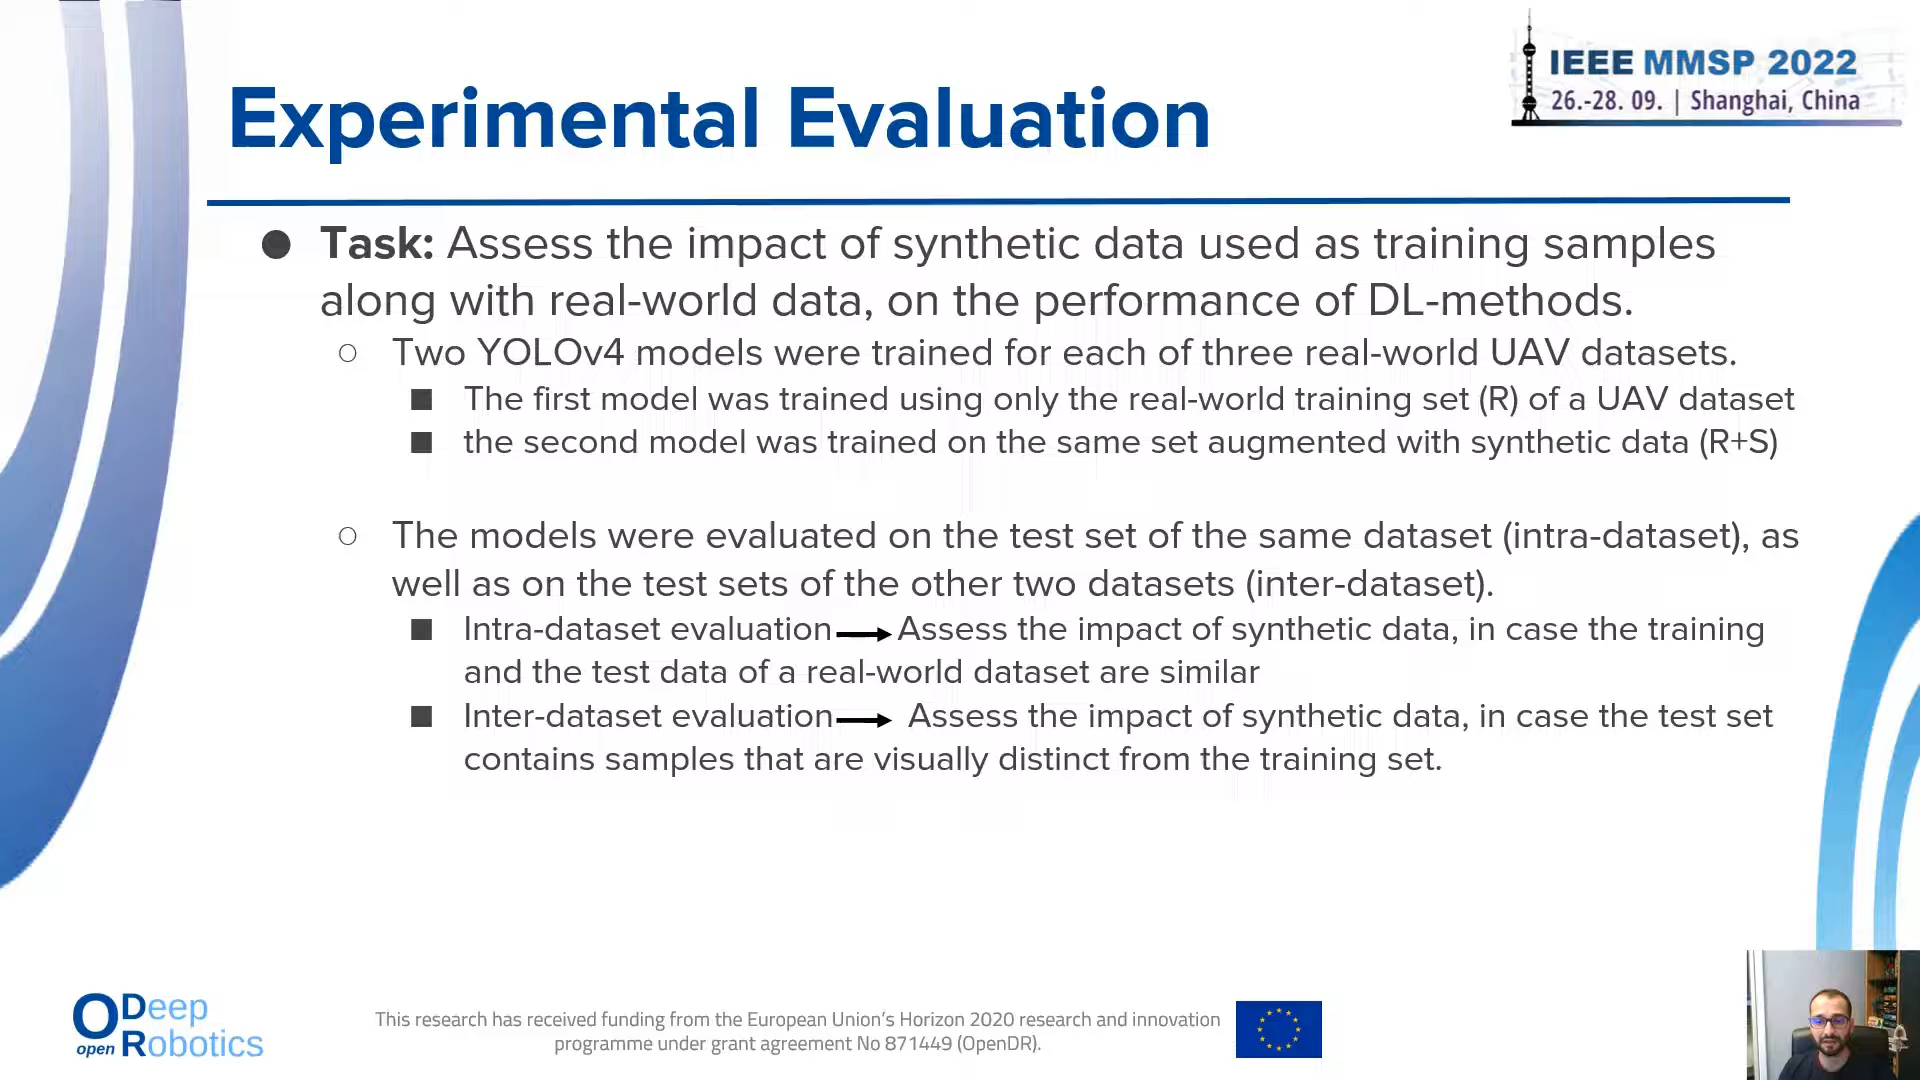 IEEE MMSP 2022
26.-28. 09. | Shanghai, China
Experimental Evaluation
● Task: Assess the impact of synthetic data used as training samples
along with real-world data, on the performance of DL-methods.
○ Two YOLOv4 models were trained for each of three real-world UAV datasets.
■ The first model was trained using only the real-world training set (R) of a UAV dataset
■ the second model was trained on the same set augmented with synthetic data (R+S)
○ The models were evaluated on the test set of the same dataset (intra-dataset), as
well as on the test sets of the other two datasets (inter-dataset).
■ Intra-dataset evaluation → Assess the impact of synthetic data, in case the training
and the test data of a real-world dataset are similar
■ Inter-dataset evaluation → Assess the impact of synthetic data, in case the test set
contains samples that are visually distinct from the training set.
Open Deep
Robotics
This research has received funding from the European Union’s Horizon 2020 research and innovation
programme under grant agreement No 871449 (OpenDR).